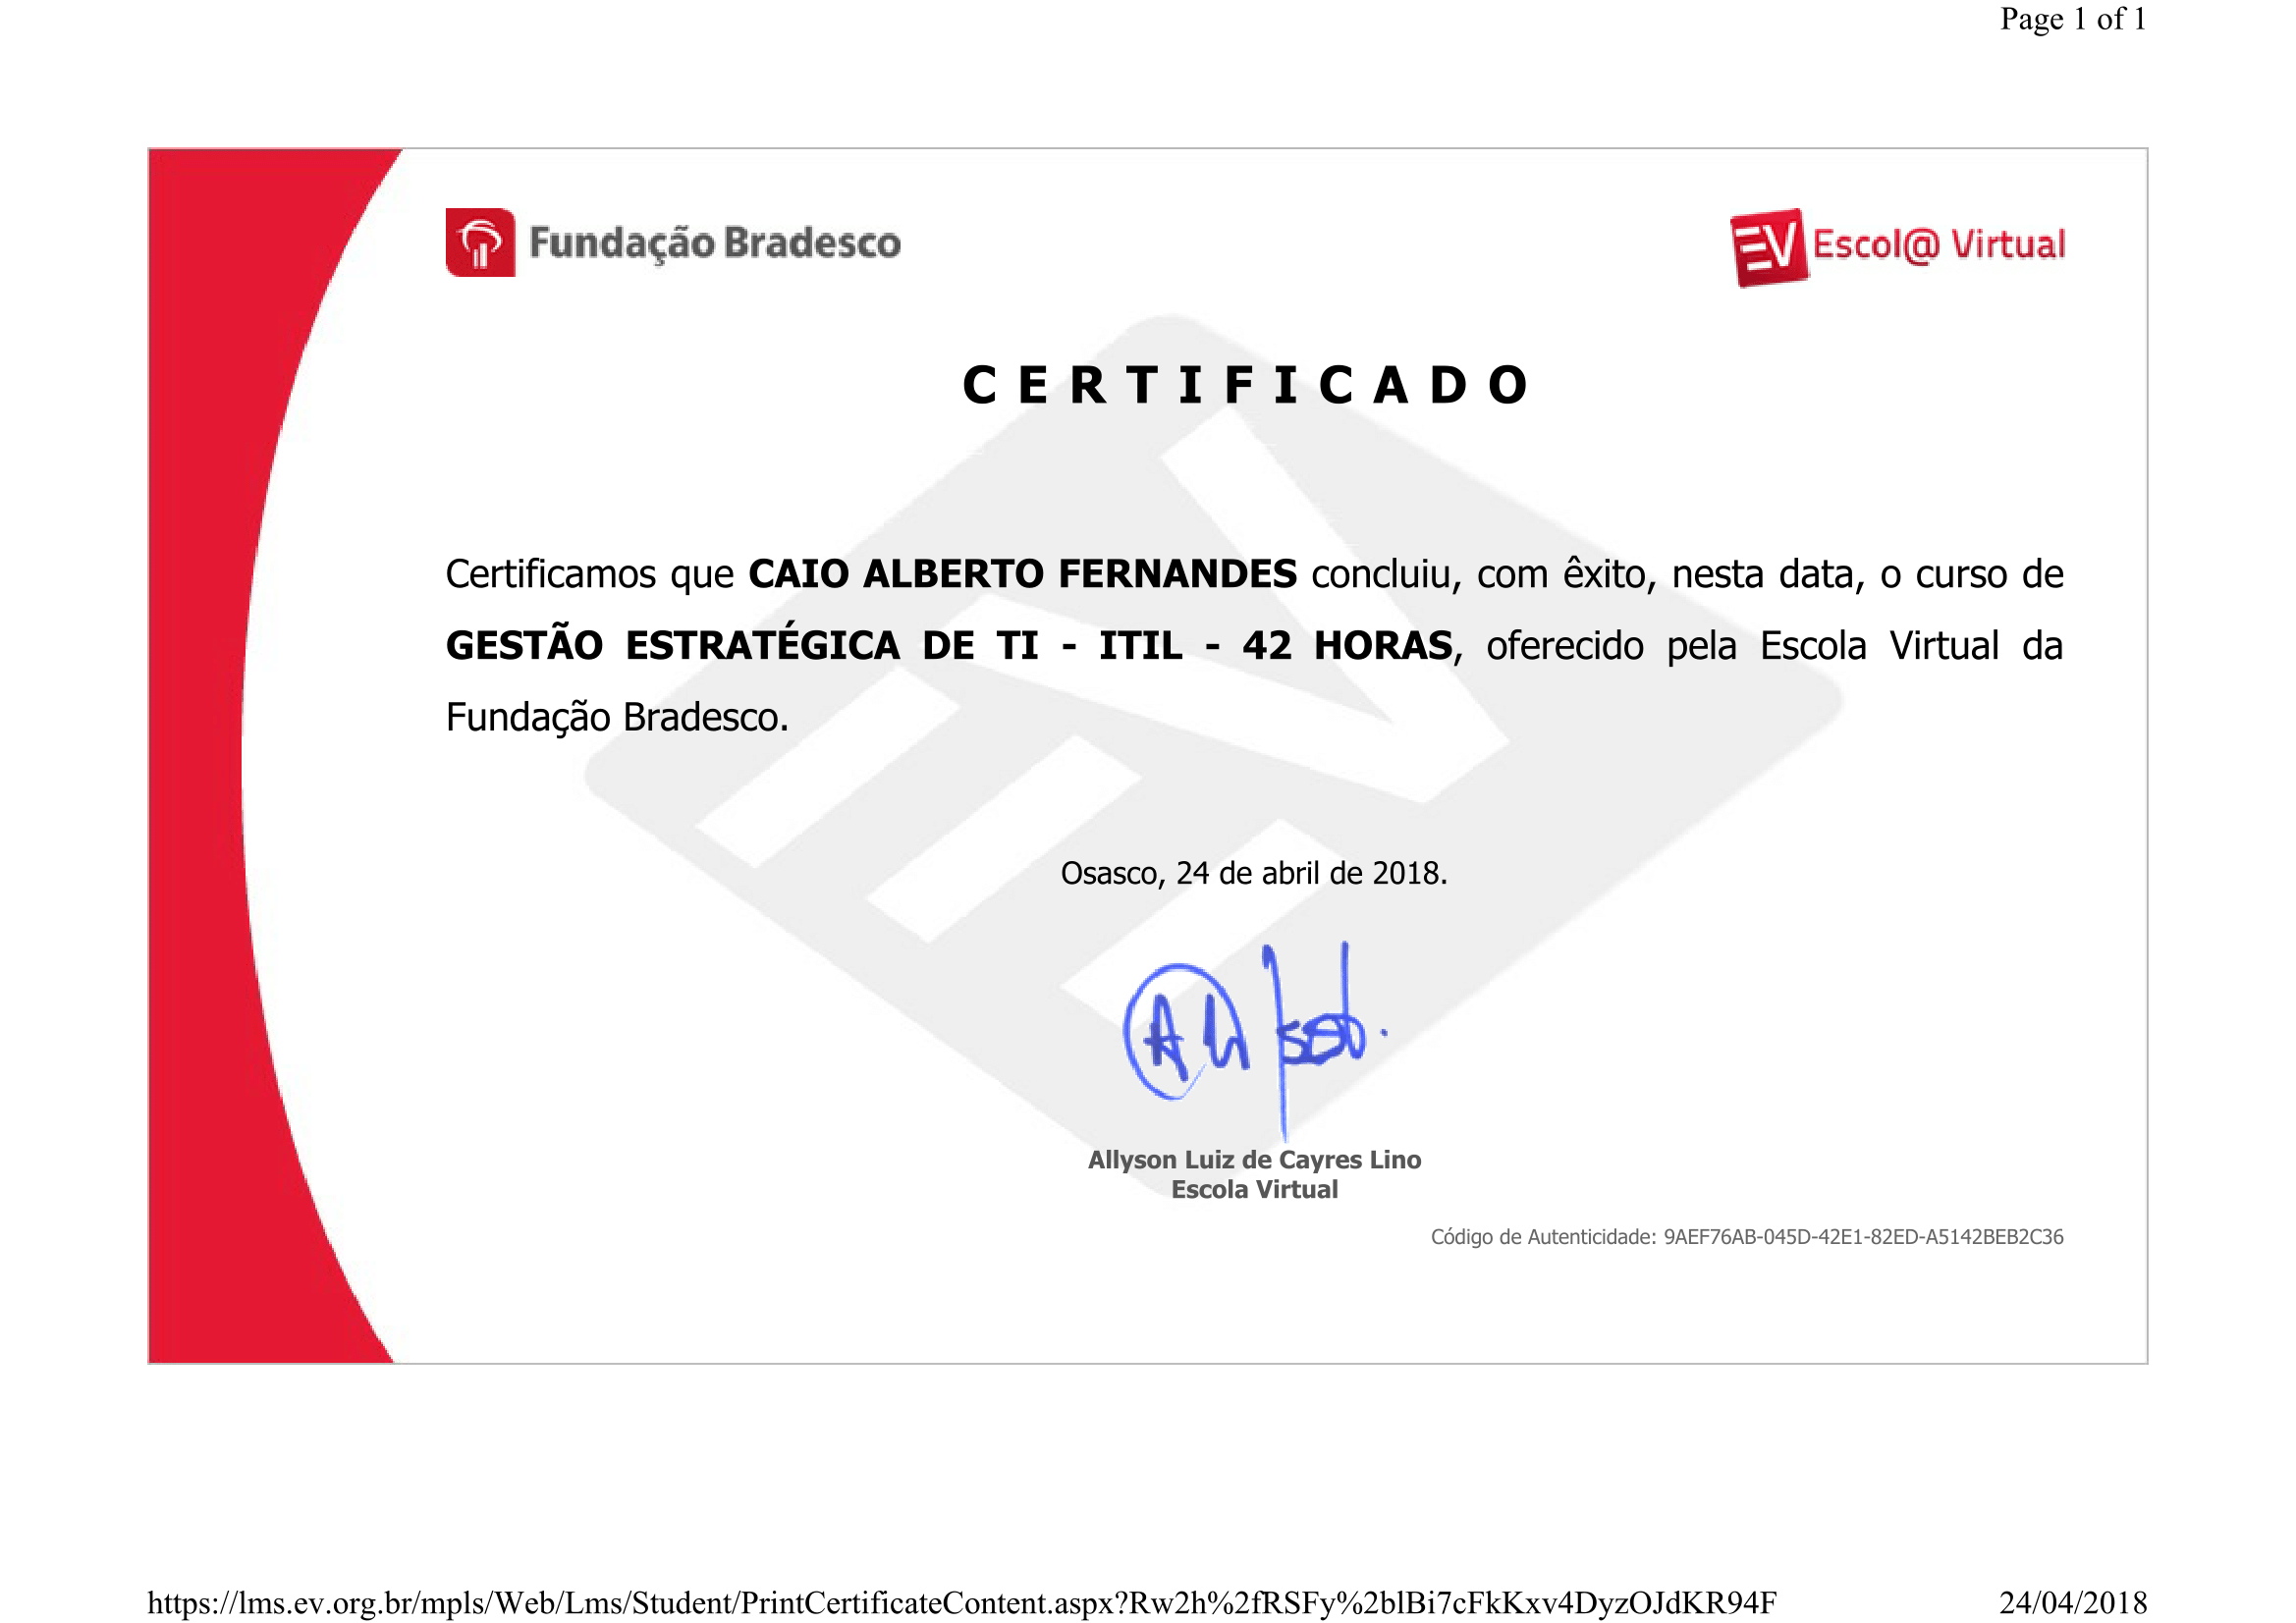 Page 1 of 1
Fundação Bradesco
EV Escol@ Virtual
CERTIFICADO
Certificamos que CAIO ALBERTO FERNANDES concluiu, com êxito, nesta data, o curso de
GESTÃO ESTRATÉGICA DE TI - ITIL - 42 HORAS, oferecido pela Escola Virtual da
Fundação Bradesco.
Osasco, 24 de abril de 2018.
Allyson Luiz de Cayres Lino
Escola Virtual
Código de Autenticidade: 9AEF76AB-045D-42E1-82ED-A5142BEB2C36
https://lms.ev.org.br/mpls/Web/Lms/Student/PrintCertificateContent.aspx?Rw2h%2fRSFy%2blBi7cFkKxv4DyzOJdKR94F 24/04/2018